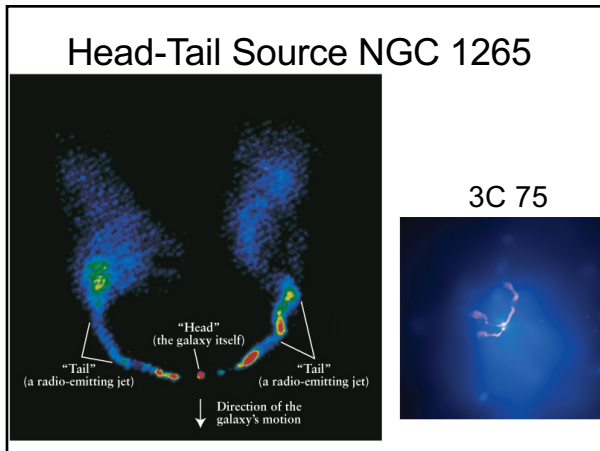 Head-Tail Source NGC 1265
3C 75
“Head”
(the galaxy itself)
“Tail”
(a radio-emitting jet)
“Tail”
(a radio-emitting jet)
Direction of the
galaxy’s motion